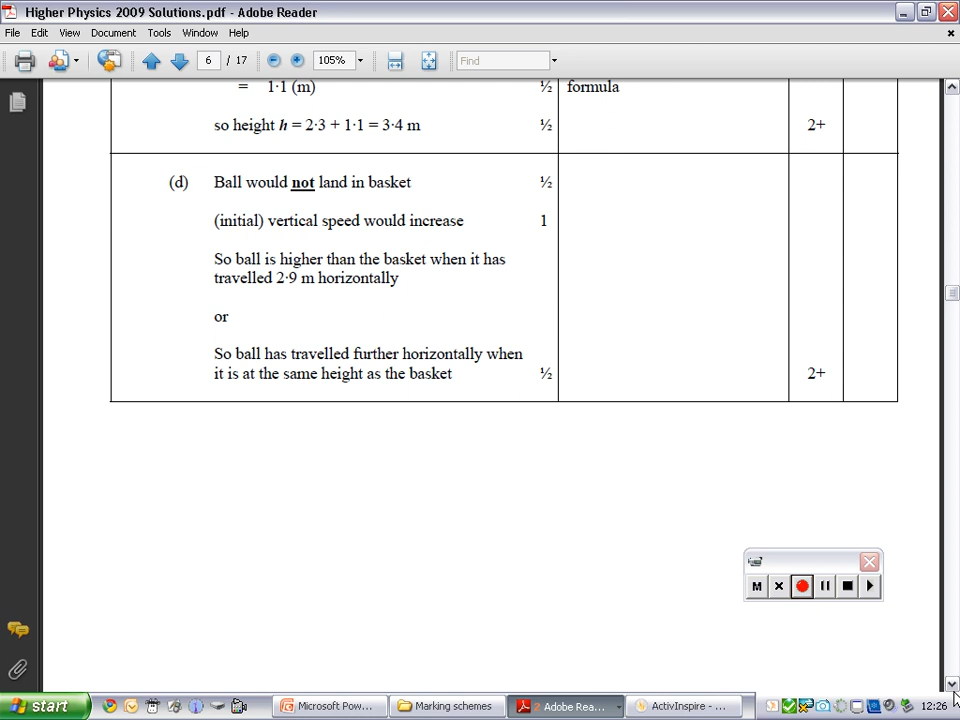 Higher Physics 2009 Solutions.pdf - Adobe Reader
File Edit View Document Tools Window Help
6 / 17 105% Find
= 1·1 (m) ½ formula
so height h = 2·3 + 1·1 = 3·4 m ½ 2+
(d) Ball would not land in basket ½
(initial) vertical speed would increase 1
So ball is higher than the basket when it has
travelled 2·9 m horizontally
or
So ball has travelled further horizontally when
it is at the same height as the basket ½ 2+
M
start Microsoft Pow... Marking schemes 2 Adobe Rea... ActivInspire - ... 12:26